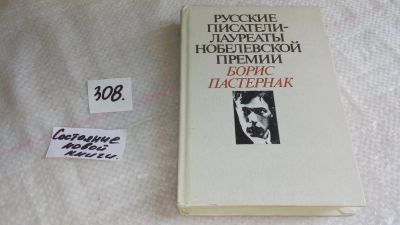 РУССКИЕ
ПИСАТЕЛИ-
ЛАУРЕАТЫ
НОБЕЛЕВСКОЙ
ПРЕМИИ
БОРИС
ПАСТЕРНАК
308.
Состояние
новой
книги.